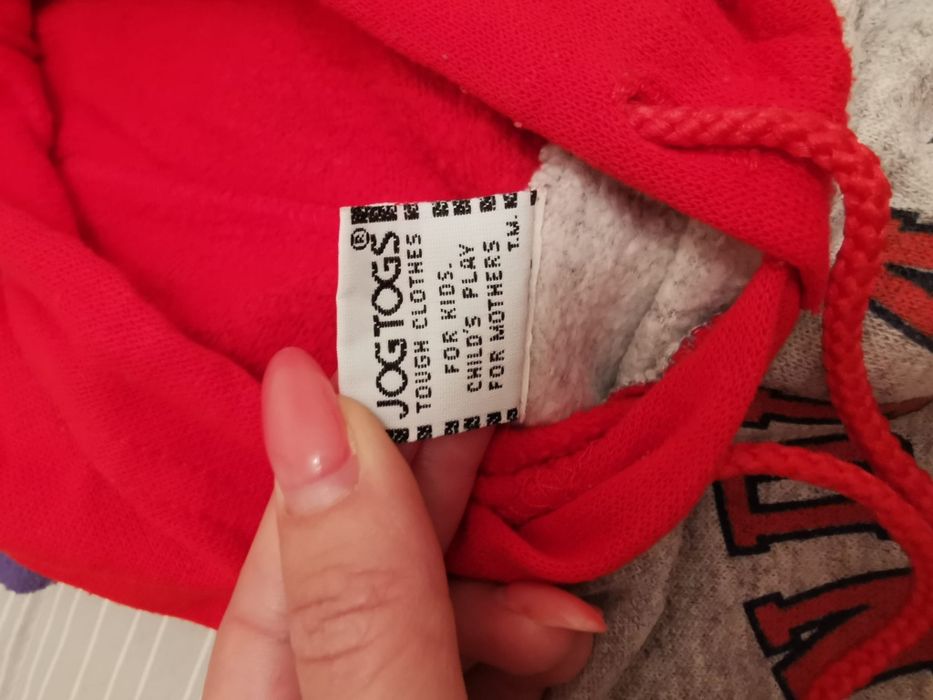 JOGTOGS®
TOUGH CLOTHES
FOR KIDS.
CHILD'S PLAY
FOR MOTHERS
T.M.